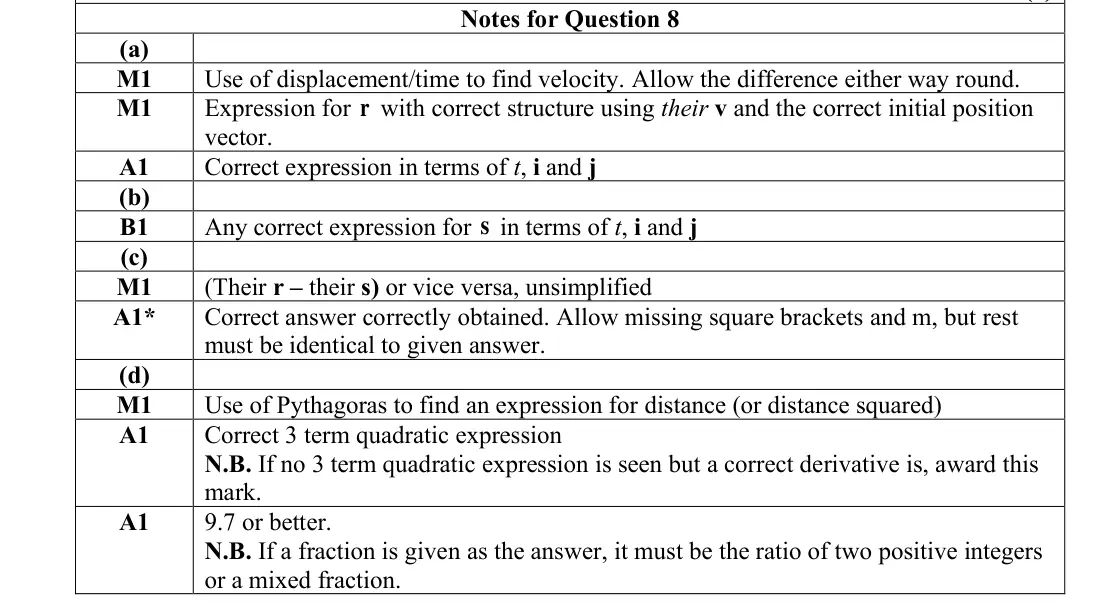 Notes for Question 8
(a)
M1 Use of displacement/time to find velocity. Allow the difference either way round.
M1 Expression for r with correct structure using their v and the correct initial position
vector.
A1 Correct expression in terms of t, i and j
(b)
B1 Any correct expression for s in terms of t, i and j
(c)
M1 (Their r – their s) or vice versa, unsimplified
A1* Correct answer correctly obtained. Allow missing square brackets and m, but rest
must be identical to given answer.
(d)
M1 Use of Pythagoras to find an expression for distance (or distance squared)
A1 Correct 3 term quadratic expression
N.B. If no 3 term quadratic expression is seen but a correct derivative is, award this
mark.
A1 9.7 or better.
N.B. If a fraction is given as the answer, it must be the ratio of two positive integers
or a mixed fraction.